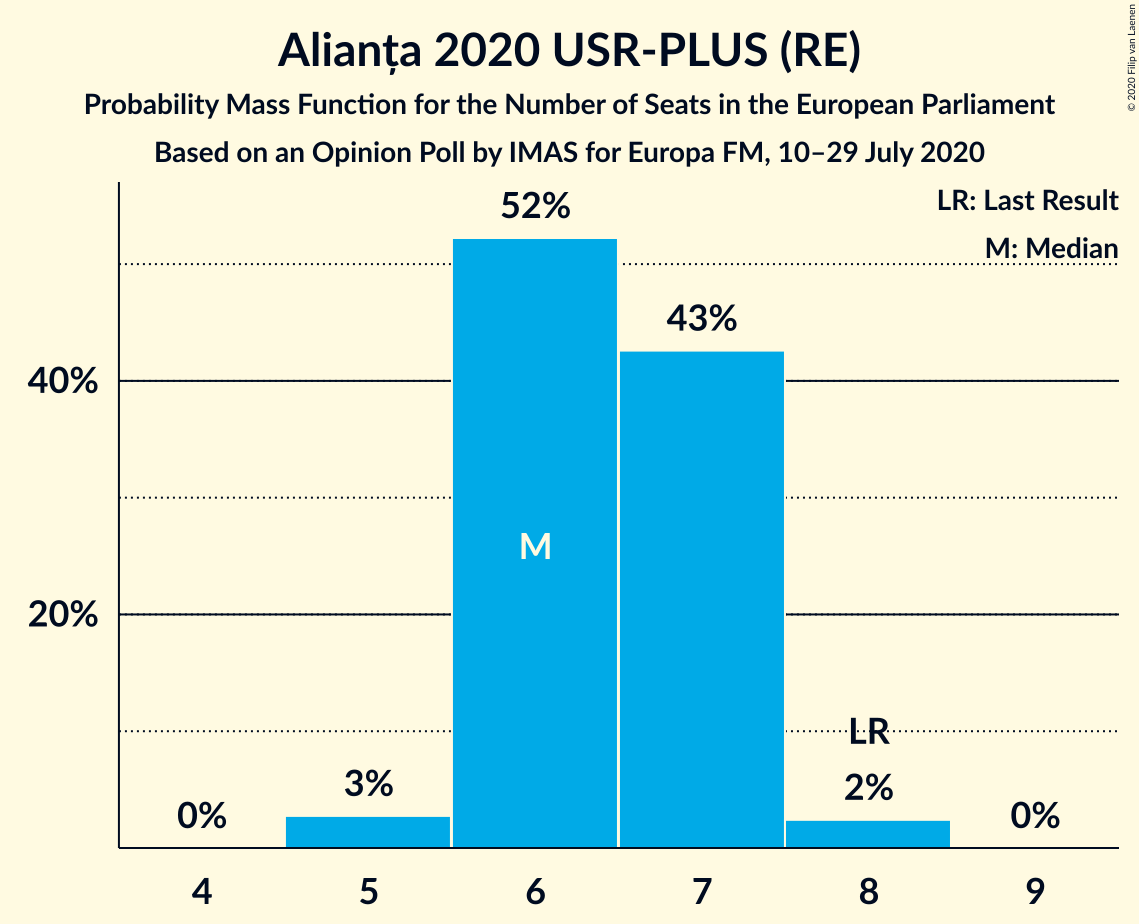 Alianța 2020 USR-PLUS (RE)
Probability Mass Function for the Number of Seats in the European Parliament
Based on an Opinion Poll by IMAS for Europa FM, 10–29 July 2020
© 2020 Filip van Laenen
LR: Last Result
M: Median
52%
43%
40%
M
20%
LR
3%
2%
0%
0%
4 5 6 7 8 9